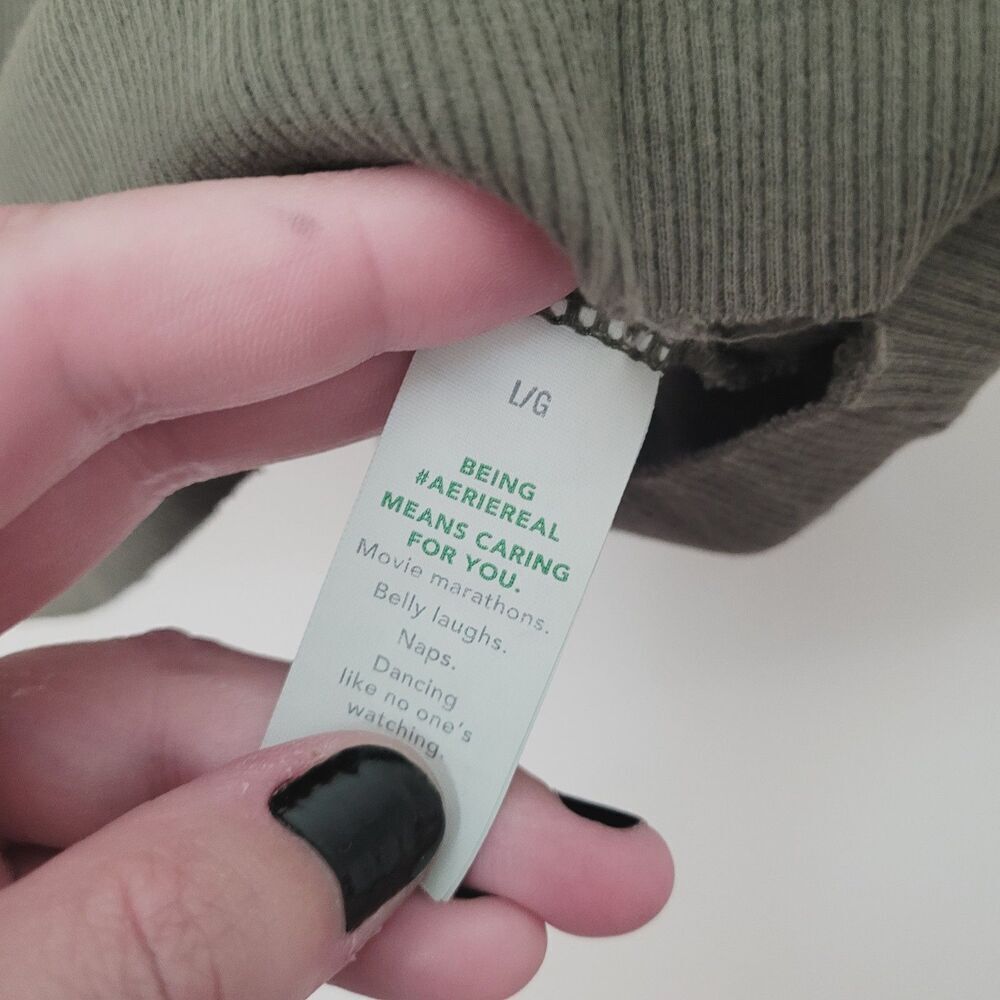 L/G
BEING
#AERIEREAL
MEANS CARING
FOR YOU.
Movie marathons.
Belly laughs.
Naps.
Dancing
like no one's
watching.